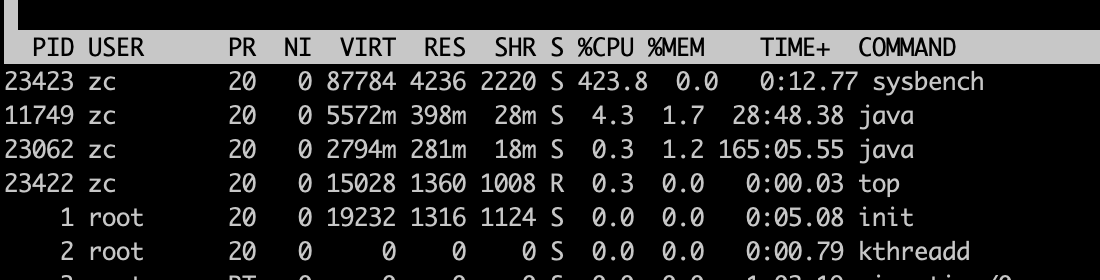 PID USER PR NI VIRT RES SHR S %CPU %MEM TIME+ COMMAND
23423 zc 20 0 87784 4236 2220 S 423.8 0.0 0:12.77 sysbench
11749 zc 20 0 5572m 398m 28m S 4.3 1.7 28:48.38 java
23062 zc 20 0 2794m 281m 18m S 0.3 1.2 165:05.55 java
23422 zc 20 0 15028 1360 1008 R 0.3 0.0 0:00.03 top
1 root 20 0 19232 1316 1124 S 0.0 0.0 0:05.08 init
2 root 20 0 0 0 0 S 0.0 0.0 0:00.79 kthreadd